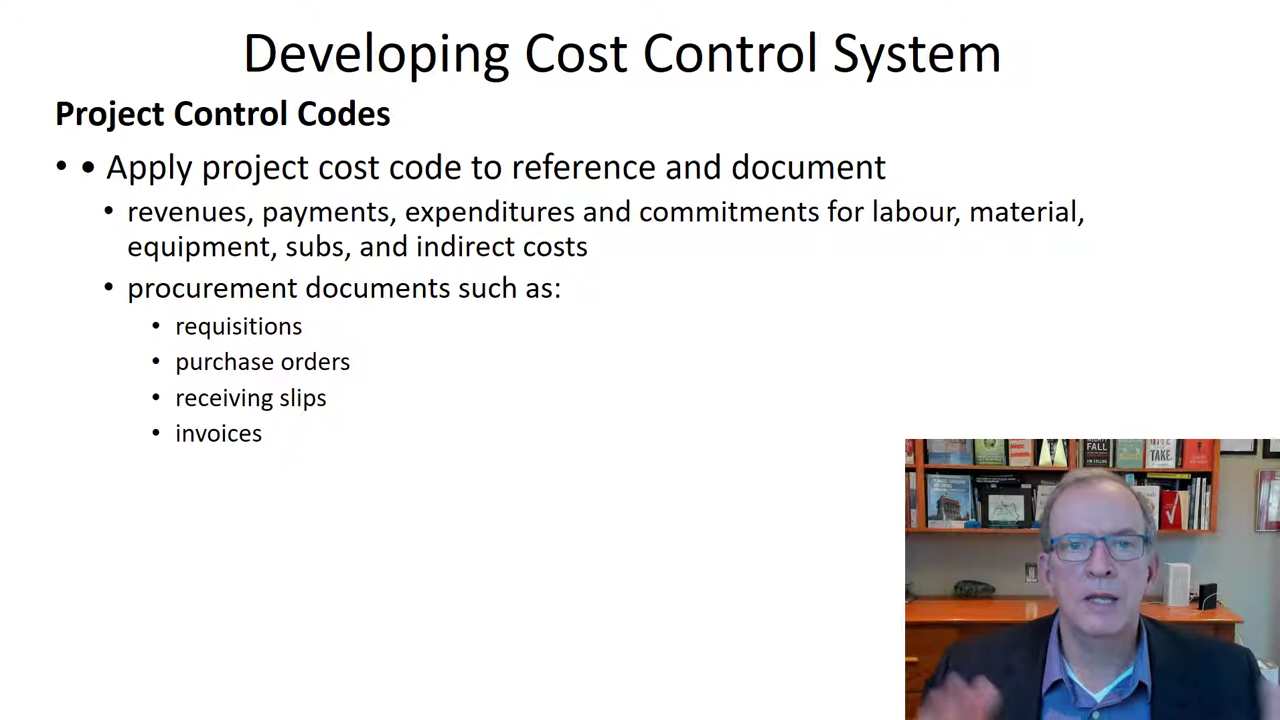 Developing Cost Control System
Project Control Codes
• • Apply project cost code to reference and document
• revenues, payments, expenditures and commitments for labour, material,
equipment, subs, and indirect costs
• procurement documents such as:
• requisitions
• purchase orders
• receiving slips
• invoices
FALL
TAKE